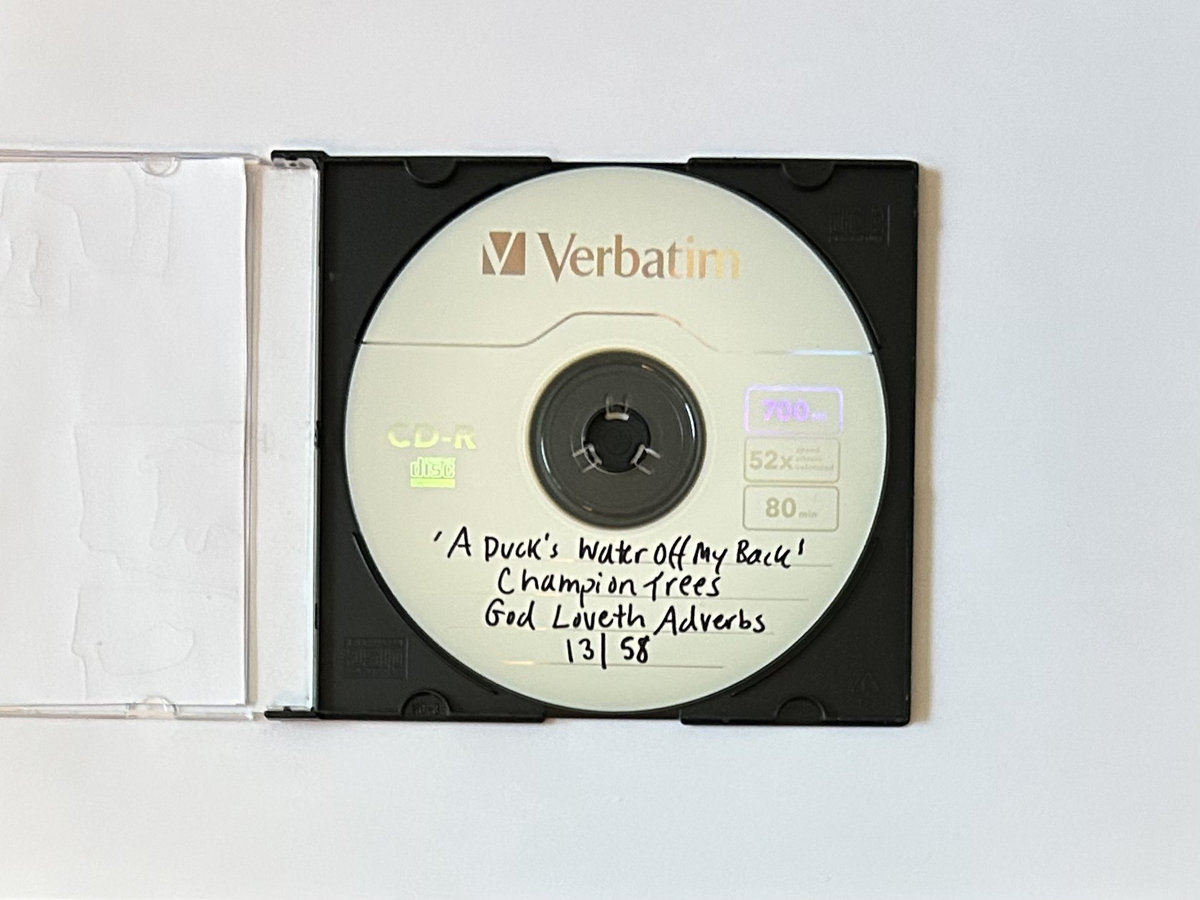 Verbatim
700
CD-R
disc
52x
80 min
'A Duck's Water Off My Back'
Champion Trees
God Loveth Adverbs
13/58